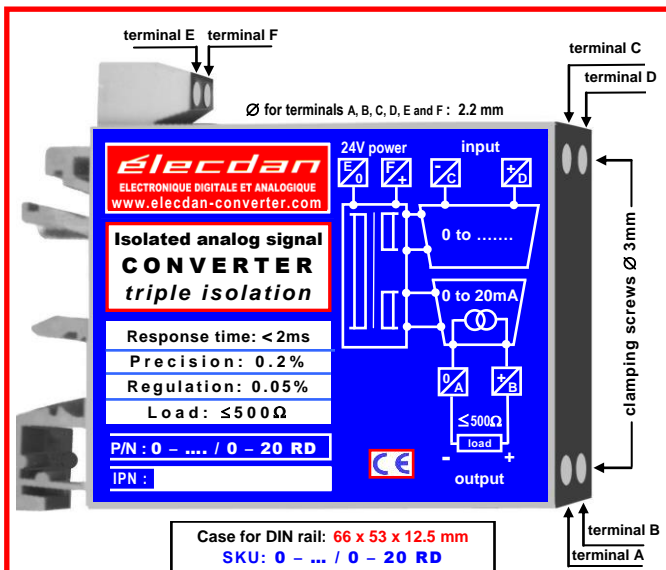 terminal E terminal F
terminal C
terminal D
Ø for terminals A, B, C, D, E and F : 2.2 mm
24V power input
E/0 F/+ -/C +/D
élecdan
ELECTRONIQUE DIGITALE ET ANALOGIQUE
www.elecdan-converter.com
0 to .......
Isolated analog signal
CONVERTER
triple isolation
0 to 20mA
clamping screws Ø 3mm
Response time: < 2ms
Precision: 0.2%
Regulation: 0.05%
Load: ≤500Ω
0/A +/B
≤500Ω
load
- +
output
P/N : 0 – .... / 0 – 20 RD
IPN :
CE
terminal B
terminal A
Case for DIN rail: 66 x 53 x 12.5 mm
SKU: 0 – ... / 0 – 20 RD